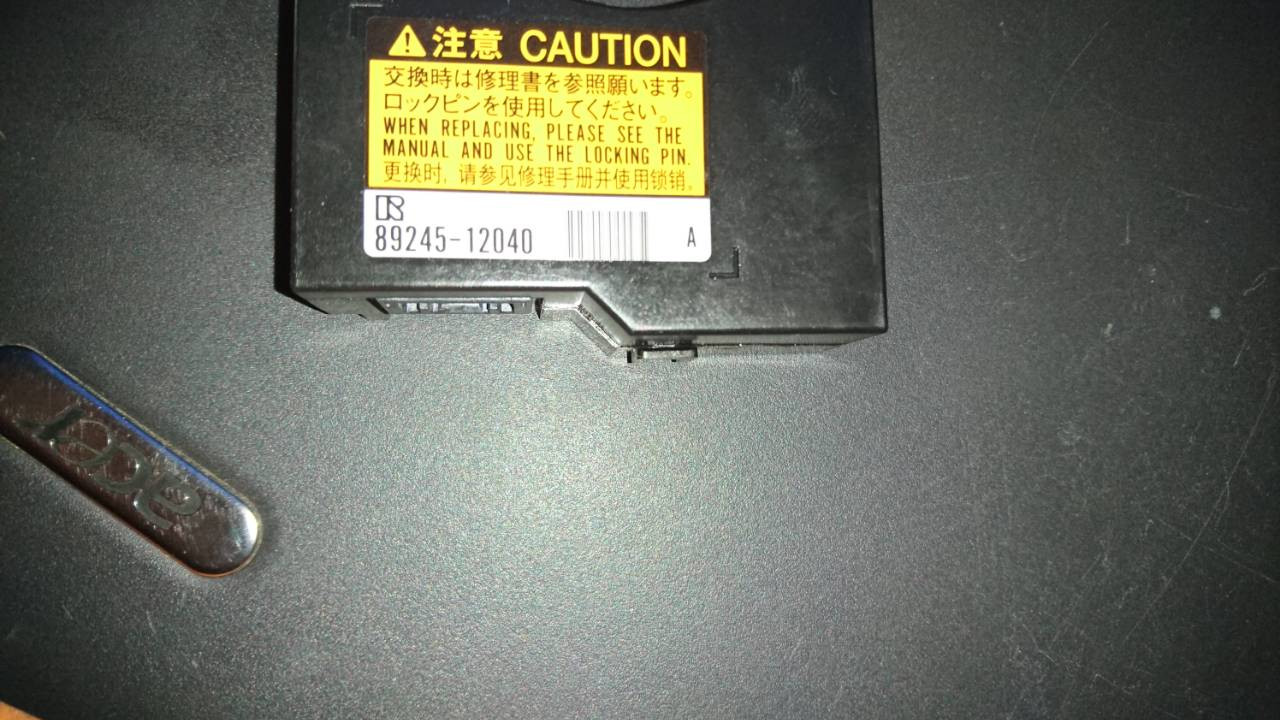 注意 CAUTION
交換時は修理書を参照願います。
ロックピンを使用してください。
WHEN REPLACING, PLEASE SEE THE
MANUAL AND USE THE LOCKING PIN.
更换时, 请参见修理手册并使用锁销。
R
89245-12040 A
acer